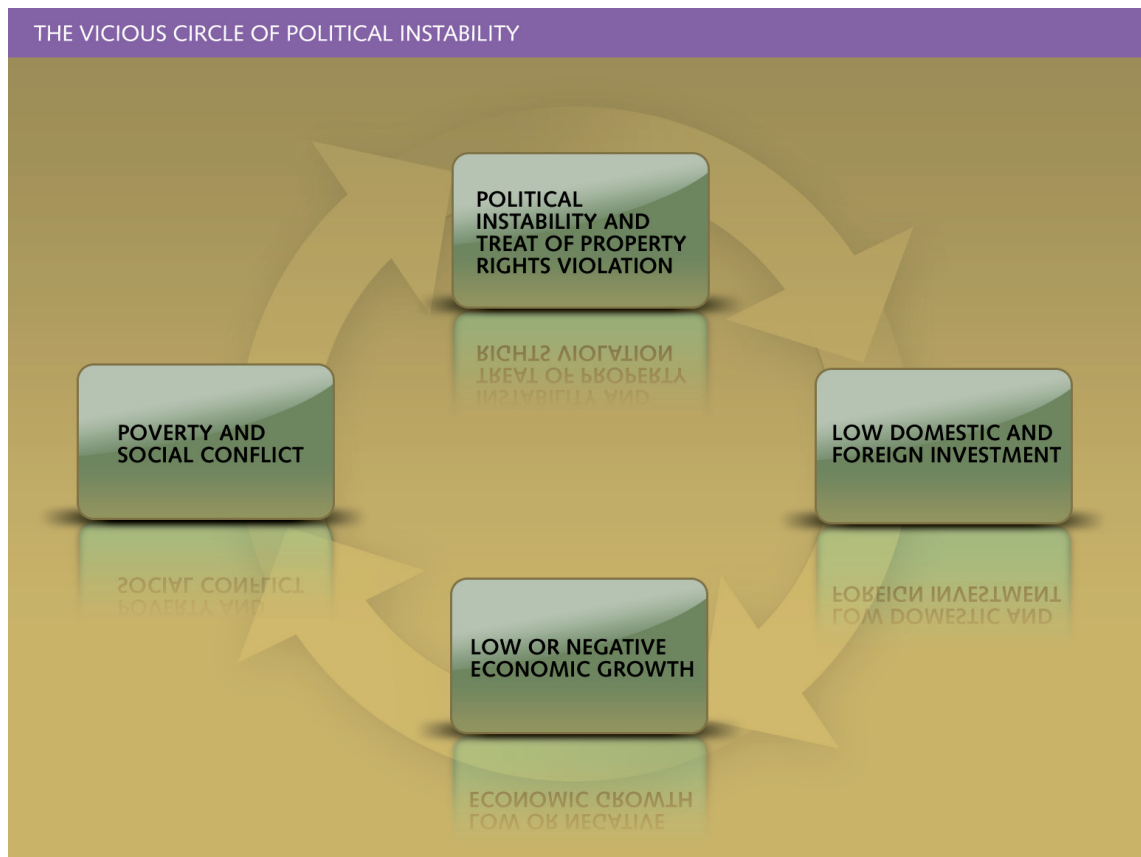 THE VICIOUS CIRCLE OF POLITICAL INSTABILITY
POLITICAL
INSTABILITY AND
TREAT OF PROPERTY
RIGHTS VIOLATION
POVERTY AND
SOCIAL CONFLICT
LOW DOMESTIC AND
FOREIGN INVESTMENT
LOW OR NEGATIVE
ECONOMIC GROWTH